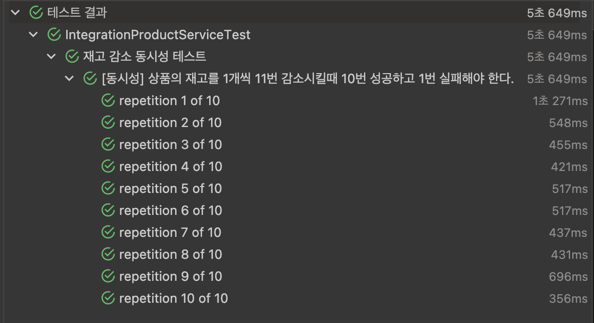 테스트 결과 5초 649ms
IntegrationProductServiceTest 5초 649ms
재고 감소 동시성 테스트 5초 649ms
[동시성] 상품의 재고를 1개씩 11번 감소시킬때 10번 성공하고 1번 실패해야 한다. 5초 649ms
repetition 1 of 10 1초 271ms
repetition 2 of 10 548ms
repetition 3 of 10 455ms
repetition 4 of 10 421ms
repetition 5 of 10 517ms
repetition 6 of 10 517ms
repetition 7 of 10 437ms
repetition 8 of 10 431ms
repetition 9 of 10 696ms
repetition 10 of 10 356ms